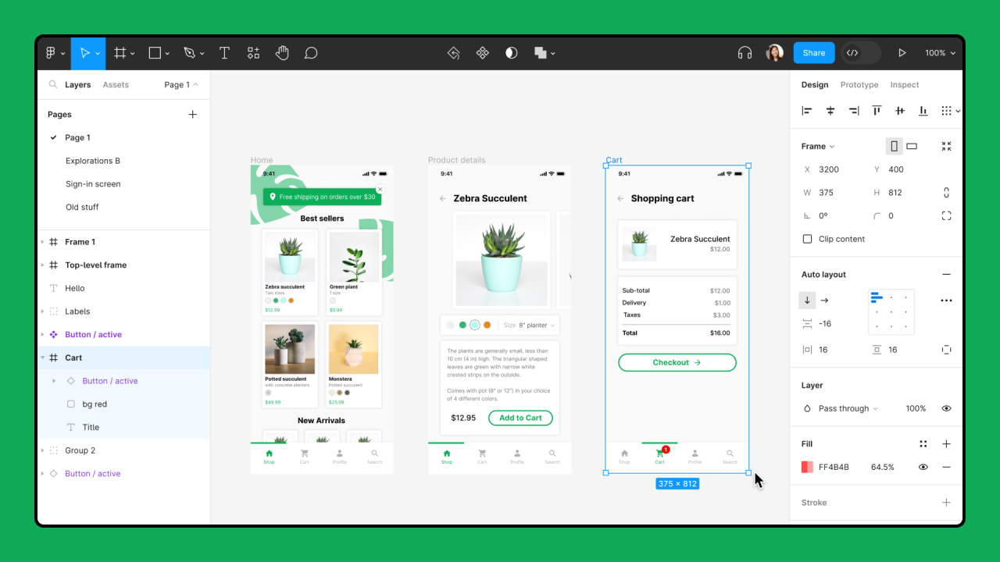 Share
</>
100%
Layers
Assets
Page 1
Pages
Page 1
Explorations B
Sign-in screen
Old stuff
Frame 1
Top-level frame
Hello
Labels
Button / active
Cart
Button / active
bg red
Title
Group 2
Button / active
Home
9:41
Free shipping on orders over $30
Best sellers
Zebra succulent
Two sizes
$12.99
Green plant
1 size
$9.99
Potted succulent
with concrete planters
$49.99
Monstera
Potted succulent
$25.99
New Arrivals
Shop
Cart
Profile
Search
Product details
9:41
Zebra Succulent
Size 8" planter
The plants are generally small, less than
10 cm (4 in) high. The triangular shaped
leaves are green with narrow white
crested strips on the outside.
Comes with pot (8" or 12") in your choice
of 4 different colors.
$12.95
Add to Cart
Shop
Cart
Profile
Search
Cart
9:41
Shopping cart
Zebra Succulent
$12.00
Sub-total $12.00
Delivery $1.00
Taxes $3.00
Total $16.00
Checkout
1
Shop
Cart
Profile
Search
375 × 812
Design
Prototype
Inspect
Frame
X 3200 Y 400
W 375 H 812
0° 0
Clip content
Auto layout
-16
16 16
Layer
Pass through 100%
Fill
FF4B4B 64.5%
Stroke